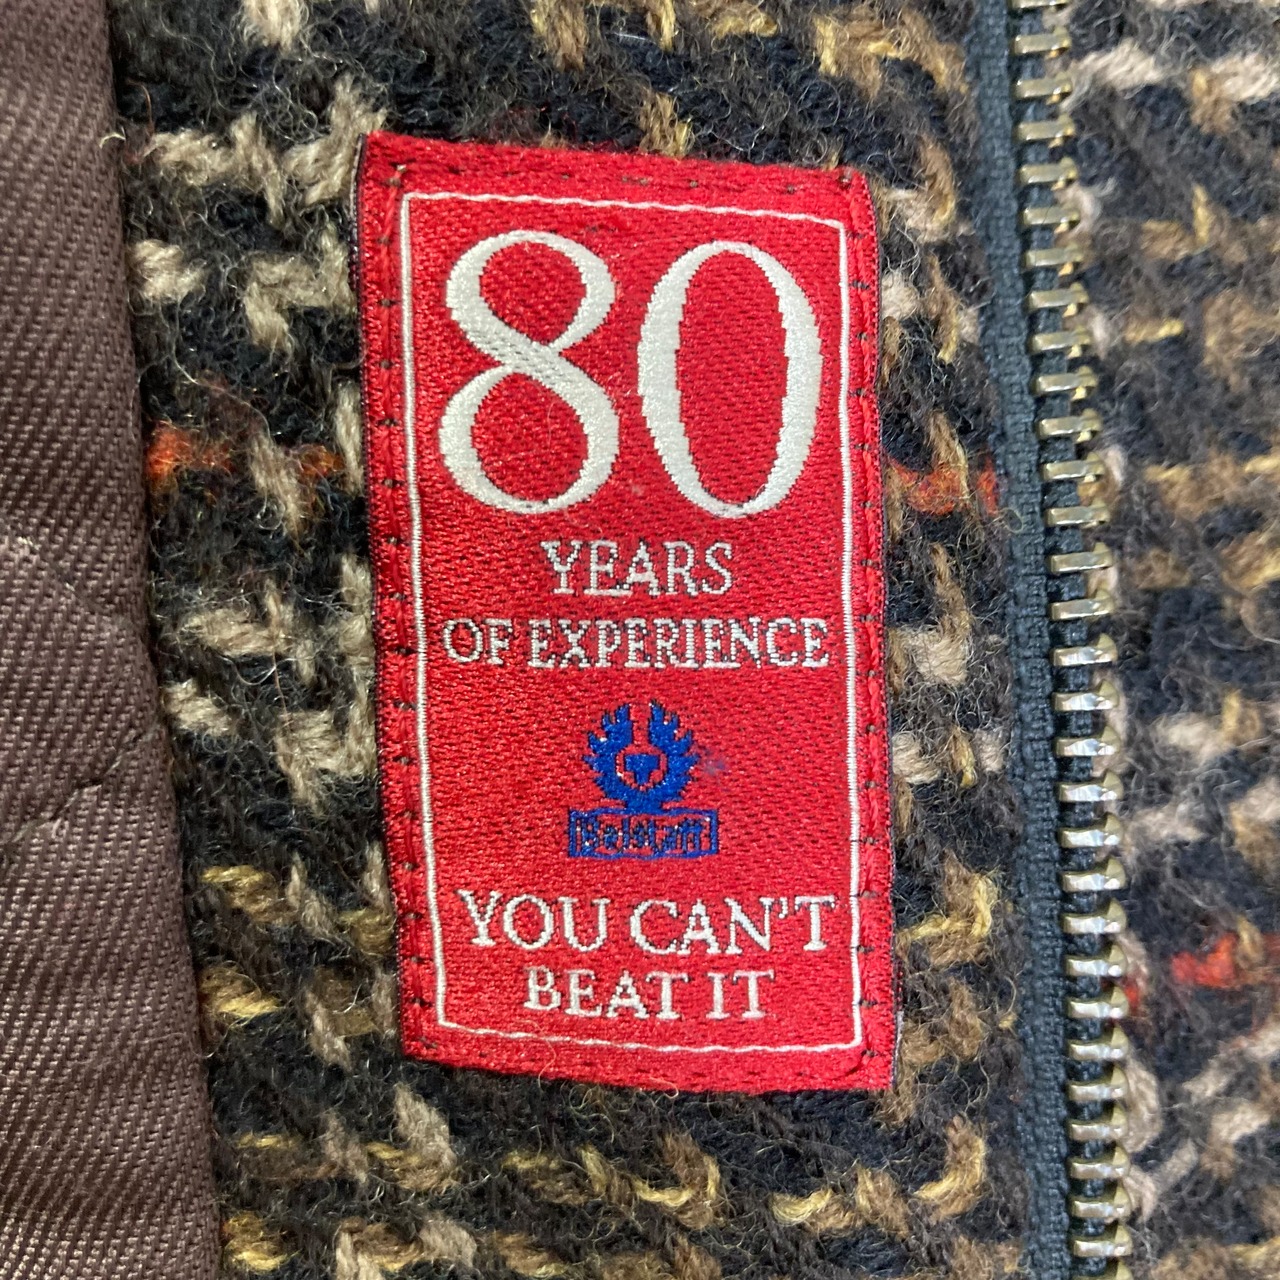 80
YEARS
OF EXPERIENCE
Belstaff
YOU CAN'T
BEAT IT